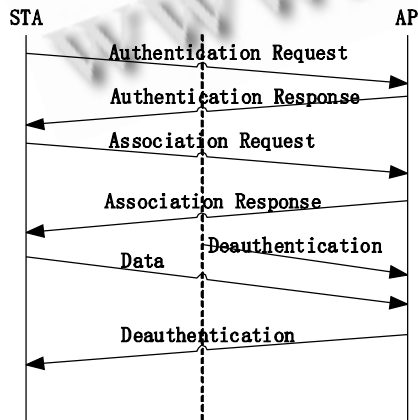 STA AP
Authentication Request
Authentication Response
Association Request
Association Response
Deauthentication
Data
Deauthentication